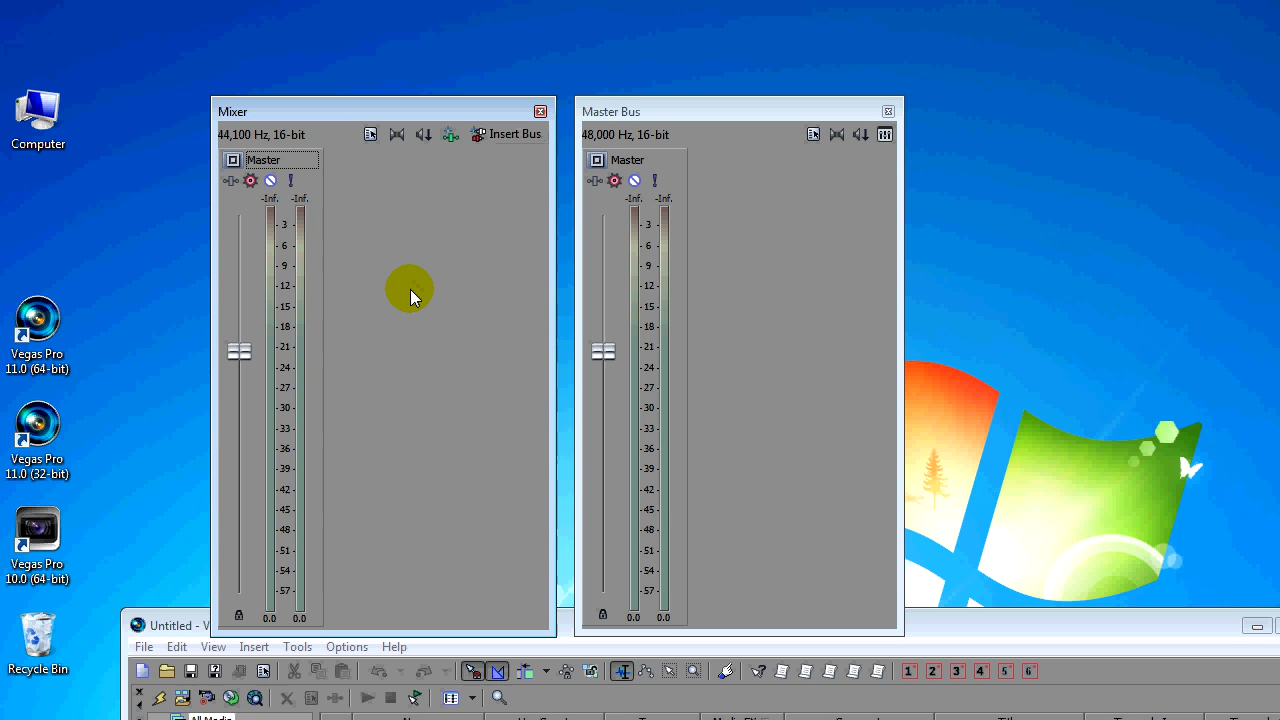 Computer
Vegas Pro
11.0 (64-bit)
Vegas Pro
11.0 (32-bit)
Vegas Pro
10.0 (64-bit)
Recycle Bin
Mixer
44,100 Hz, 16-bit
Insert Bus
Master
-Inf. -Inf.
3
6
9
12
15
18
21
24
27
30
33
36
39
42
45
48
51
54
57
0.0 0.0
Master Bus
48,000 Hz, 16-bit
Master
-Inf. -Inf.
3
6
9
12
15
18
21
24
27
30
33
36
39
42
45
48
51
54
57
0.0 0.0
Untitled - V
File Edit View Insert Tools Options Help
1 2 3 4 5 6
All Media